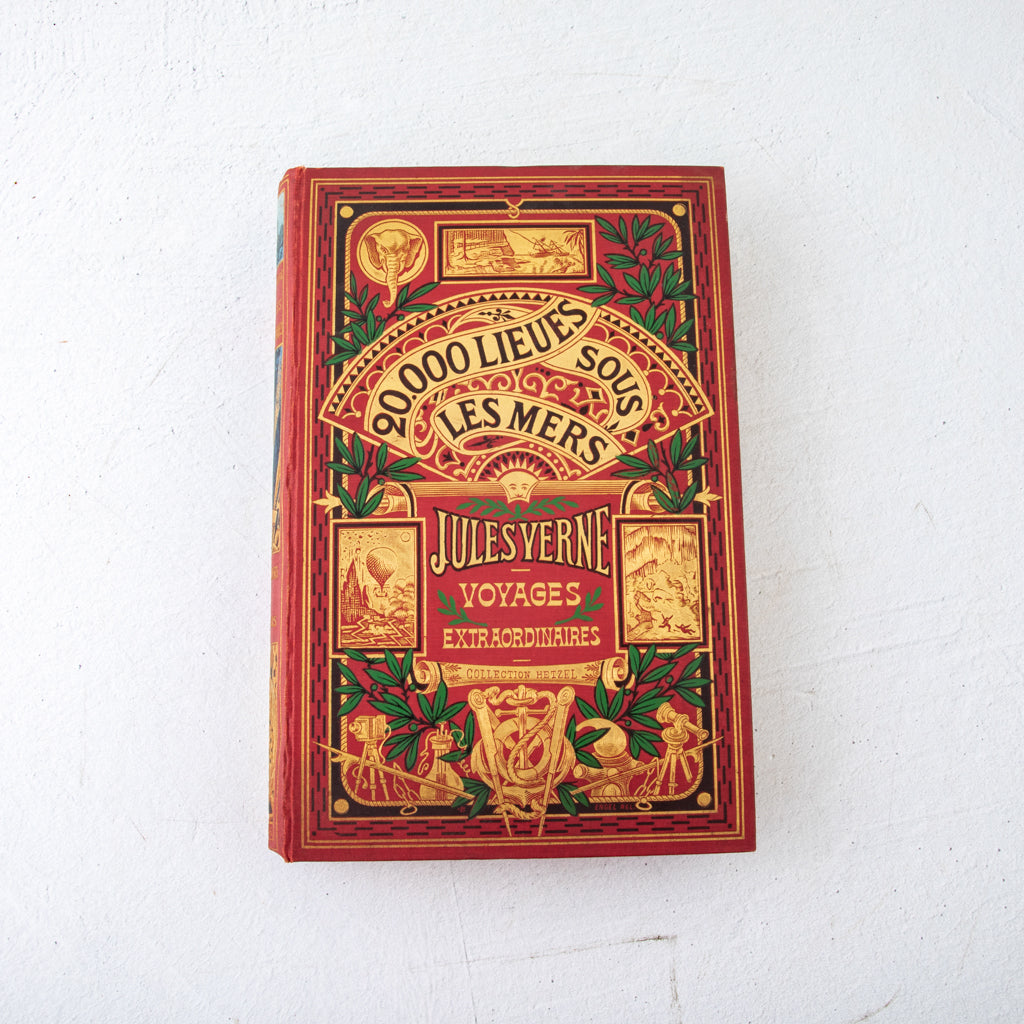 20.000 LIEUES
SOUS
LES MERS
JULES VERNE
VOYAGES
EXTRAORDINAIRES
COLLECTION HETZEL
ENGEL REL